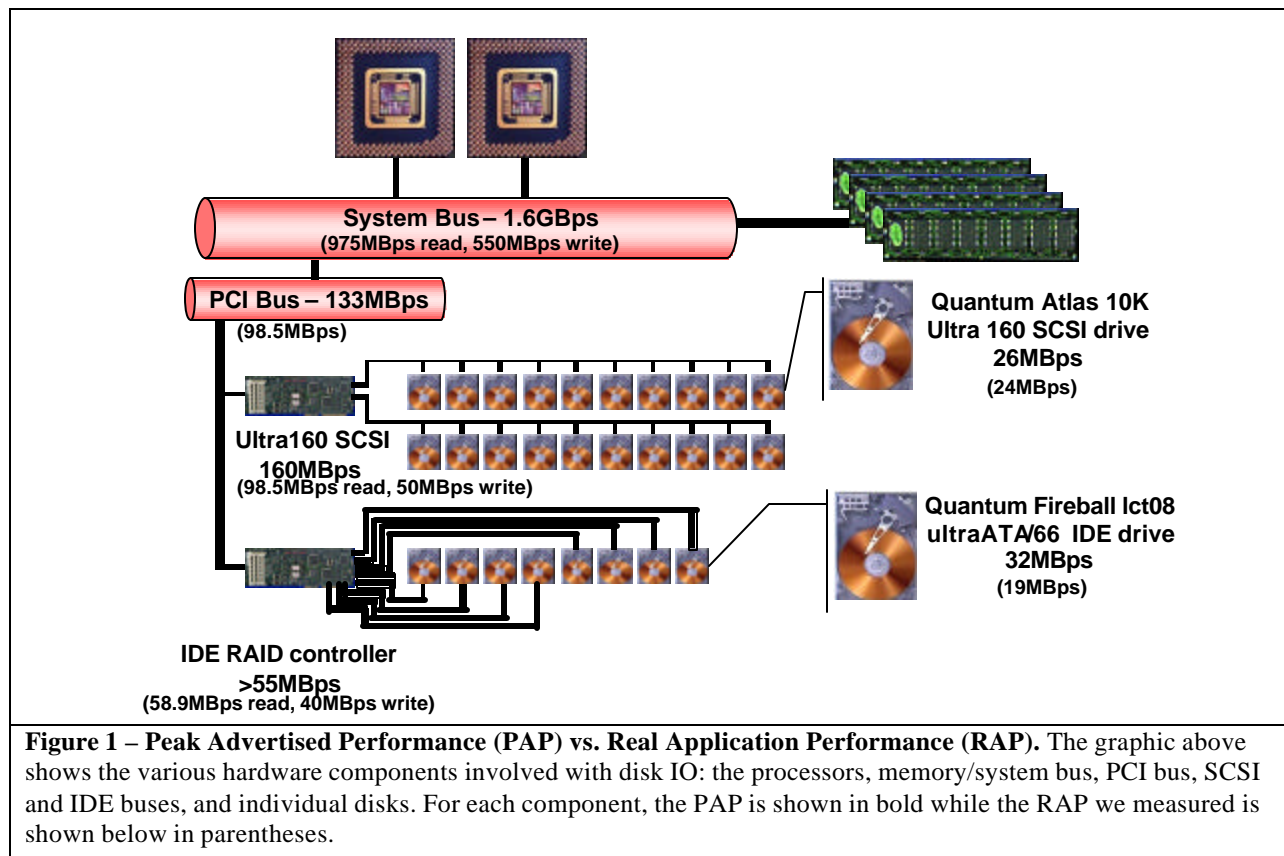 System Bus – 1.6GBps
(975MBps read, 550MBps write)
PCI Bus – 133MBps
(98.5MBps)
Quantum Atlas 10K
Ultra 160 SCSI drive
26MBps
(24MBps)
Ultra160 SCSI
160MBps
(98.5MBps read, 50MBps write)
Quantum Fireball lct08
ultraATA/66 IDE drive
32MBps
(19MBps)
IDE RAID controller
>55MBps
(58.9MBps read, 40MBps write)
Figure 1 – Peak Advertised Performance (PAP) vs. Real Application Performance (RAP). The graphic above
shows the various hardware components involved with disk IO: the processors, memory/system bus, PCI bus, SCSI
and IDE buses, and individual disks. For each component, the PAP is shown in bold while the RAP we measured is
shown below in parentheses.